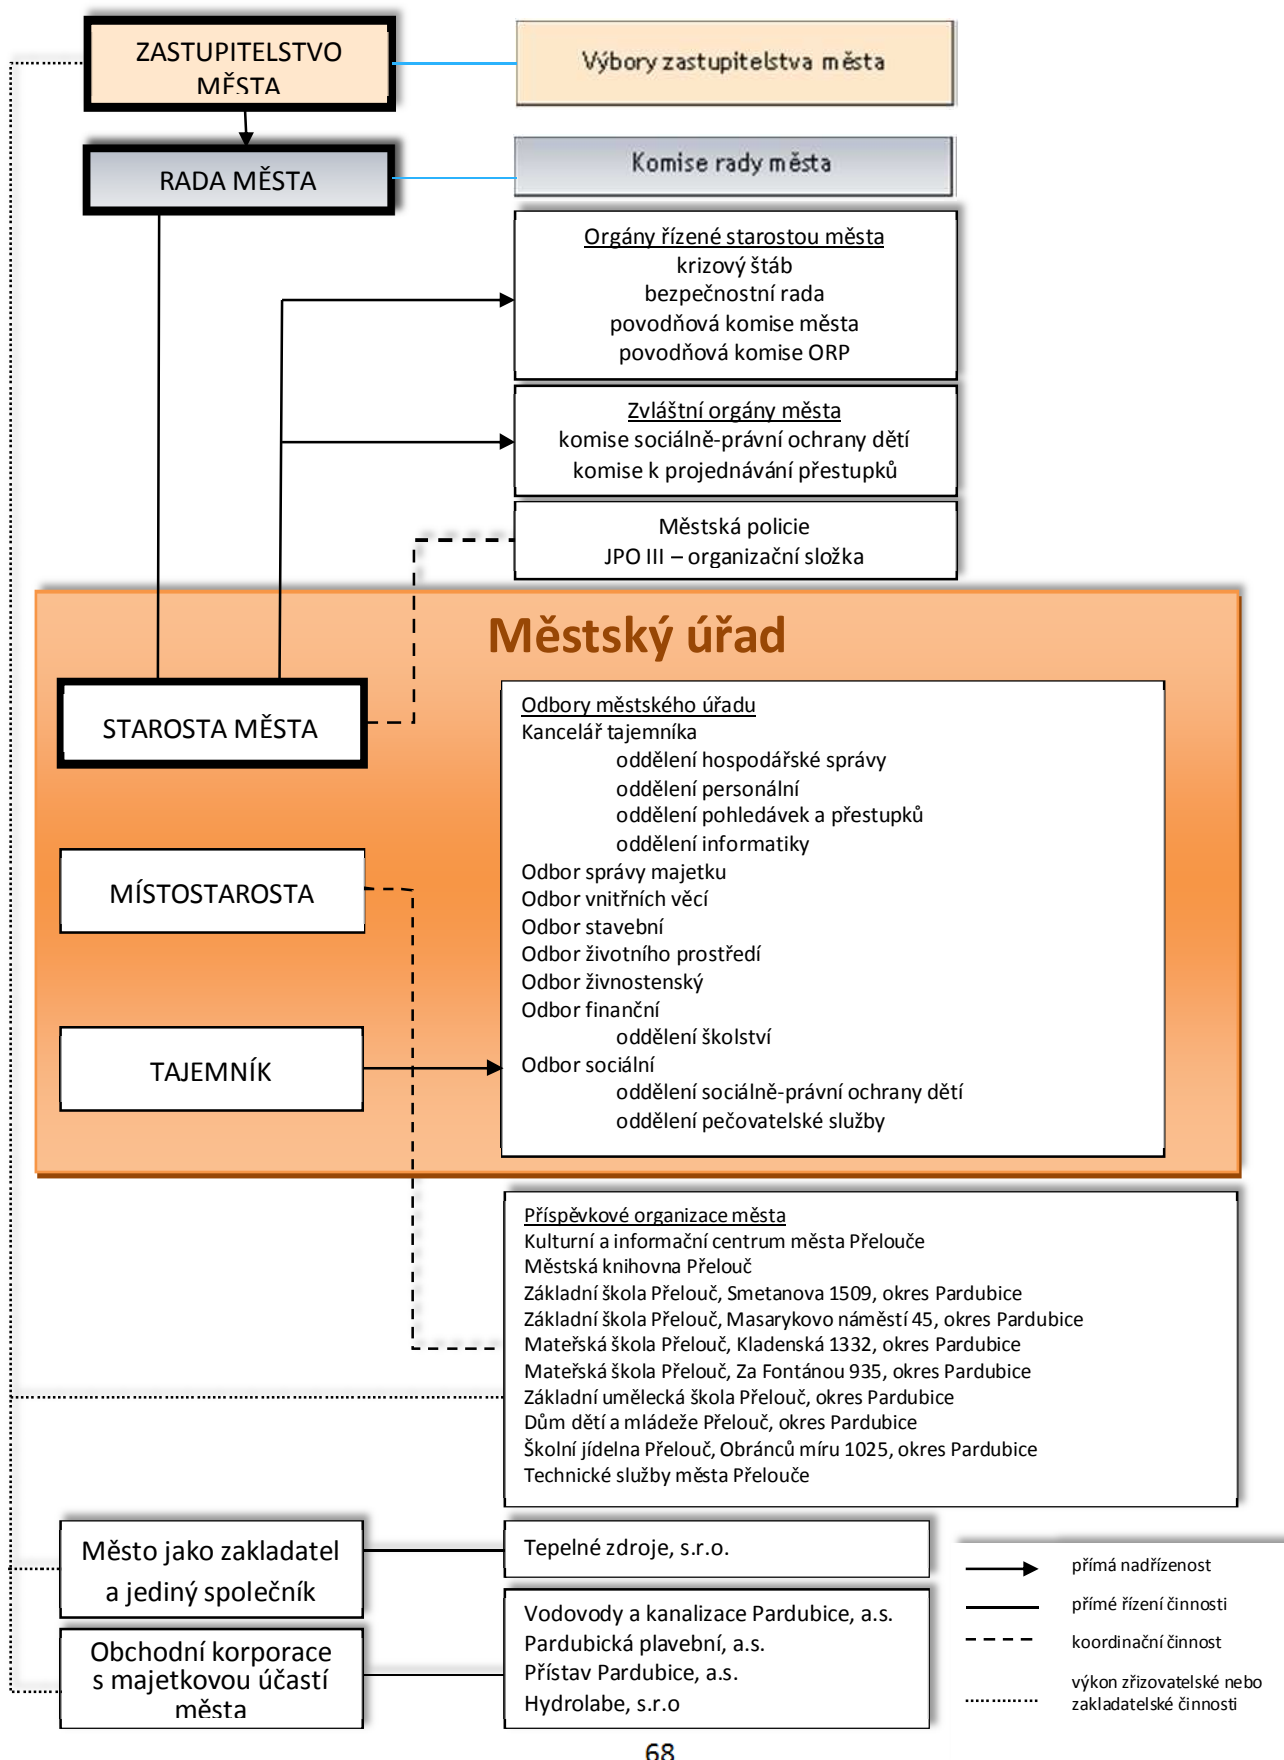 ZASTUPITELSTVO
MĚSTA
Výbory zastupitelstva města
RADA MĚSTA
Komise rady města
Orgány řízené starostou města
krizový štáb
bezpečnostní rada
povodňová komise města
povodňová komise ORP
Zvláštní orgány města
komise sociálně-právní ochrany dětí
komise k projednávání přestupků
Městská policie
JPO III – organizační složka
Městský úřad
STAROSTA MĚSTA
MÍSTOSTAROSTA
TAJEMNÍK
Odbory městského úřadu
Kancelář tajemníka
oddělení hospodářské správy
oddělení personální
oddělení pohledávek a přestupků
oddělení informatiky
Odbor správy majetku
Odbor vnitřních věcí
Odbor stavební
Odbor životního prostředí
Odbor živnostenský
Odbor finanční
oddělení školství
Odbor sociální
oddělení sociálně-právní ochrany dětí
oddělení pečovatelské služby
Příspěvkové organizace města
Kulturní a informační centrum města Přelouče
Městská knihovna Přelouč
Základní škola Přelouč, Smetanova 1509, okres Pardubice
Základní škola Přelouč, Masarykovo náměstí 45, okres Pardubice
Mateřská škola Přelouč, Kladenská 1332, okres Pardubice
Mateřská škola Přelouč, Za Fontánou 935, okres Pardubice
Základní umělecká škola Přelouč, okres Pardubice
Dům dětí a mládeže Přelouč, okres Pardubice
Školní jídelna Přelouč, Obránců míru 1025, okres Pardubice
Technické služby města Přelouče
Město jako zakladatel
a jediný společník
Tepelné zdroje, s.r.o.
Obchodní korporace
s majetkovou účastí
města
Vodovody a kanalizace Pardubice, a.s.
Pardubická plavební, a.s.
Přístav Pardubice, a.s.
Hydrolabe, s.r.o
přímá nadřízenost
přímé řízení činnosti
koordinační činnost
výkon zřizovatelské nebo
zakladatelské činnosti
68